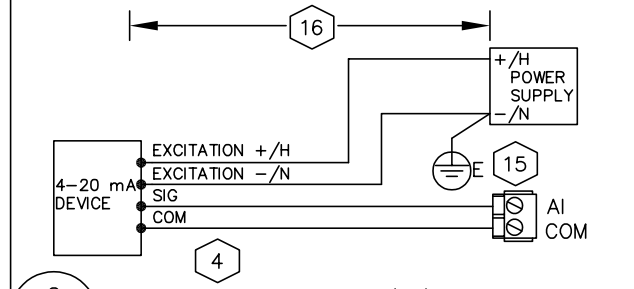 16
+/H
POWER
SUPPLY
-/N
EXCITATION +/H
EXCITATION -/N
E
15
4-20 mA
DEVICE
SIG
COM
AI
COM
4